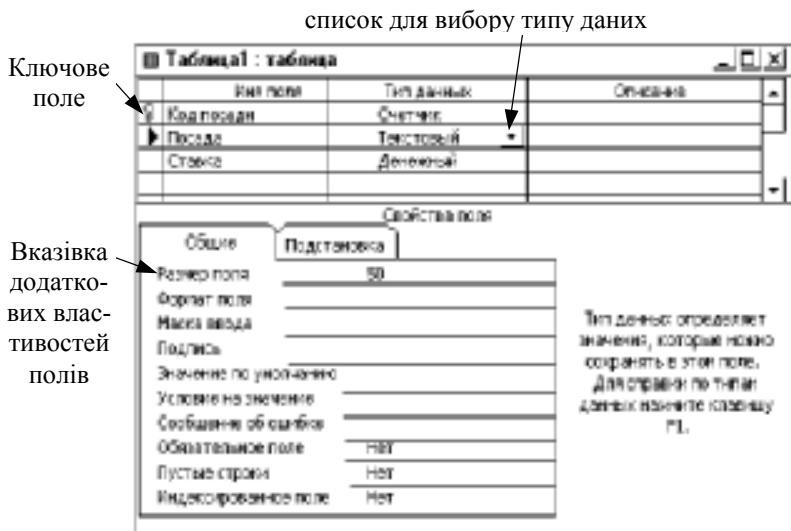 список для вибору типу даних
Ключове
поле
Таблица1 : таблица
Имя поля Тип данных Описание
Код посади Счетчик
Посада Текстовый
Ставка Денежный
Свойства поля
Общие Подстановка
Вказівка
додатко-
вих влас-
тивостей
полів
Размер поля 50
Формат поля
Маска ввода
Подпись
Значение по умолчанию
Условие на значение
Сообщение об ошибке
Обязательное поле Нет
Пустые строки Нет
Индексированное поле Нет
Тип данных определяет
значения, которые можно
сохранять в этом поле.
Для справки по типам
данных нажмите клавишу
F1.